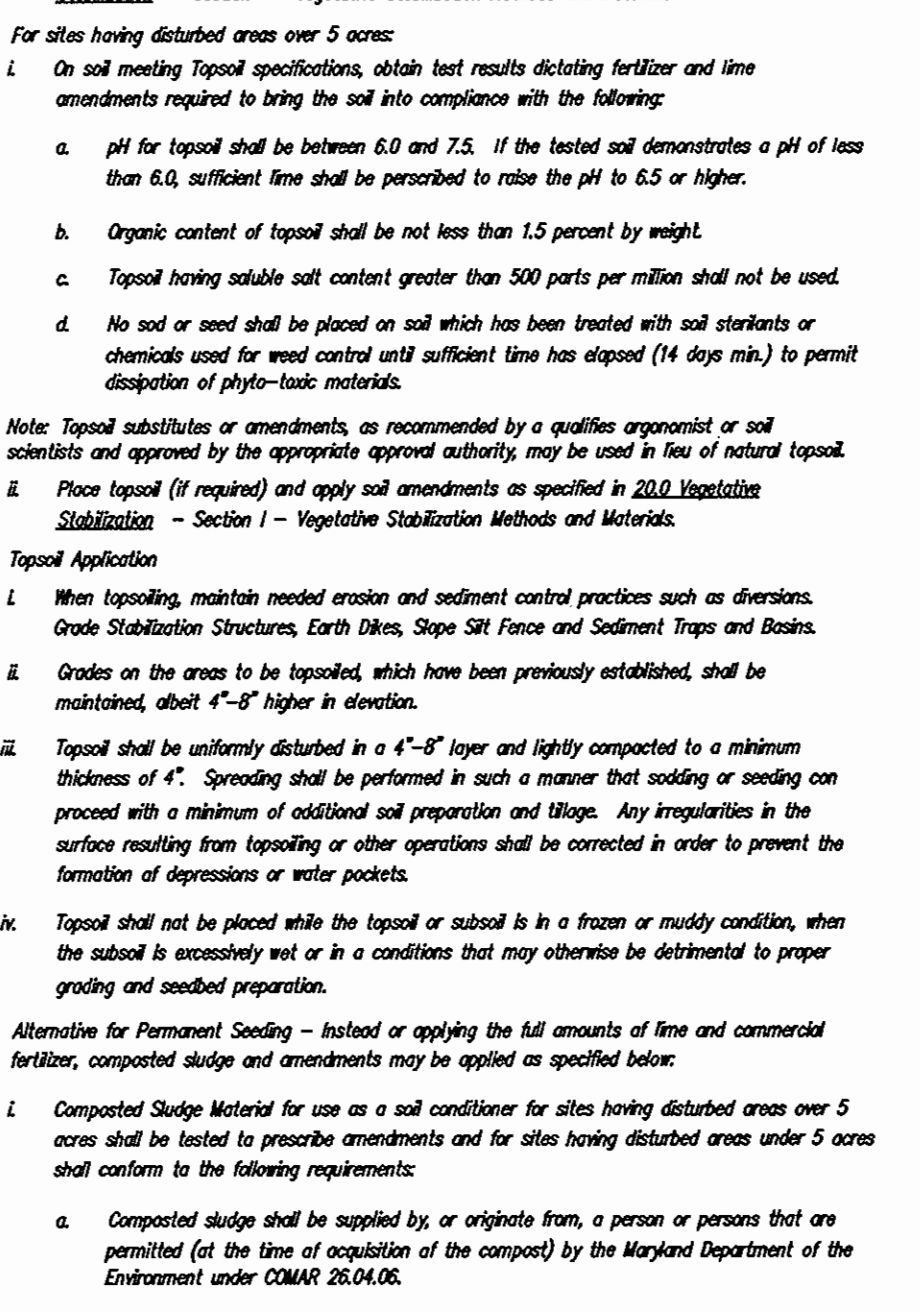 For sites having disturbed areas over 5 acres:
i. On soil meeting Topsoil specifications, obtain test results dictating fertilizer and lime
amendments required to bring the soil into compliance with the following:
a. pH for topsoil shall be between 6.0 and 7.5. If the tested soil demonstrates a pH of less
than 6.0, sufficient lime shall be perscribed to raise the pH to 6.5 or higher.
b. Organic content of topsoil shall be not less than 1.5 percent by weight.
c. Topsoil having soluble salt content greater than 500 parts per million shall not be used.
d. No sod or seed shall be placed on soil which has been treated with soil sterilants or
chemicals used for weed control until sufficient time has elapsed (14 days min.) to permit
dissipation of phyto-toxic materials.
Note: Topsoil substitutes or amendments, as recommended by a qualifies argonomist or soil
scientists and approved by the appropriate approval authority, may be used in lieu of natural topsoil.
ii. Place topsoil (if required) and apply soil amendments as specified in 20.0 Vegetative
Stabilization - Section I - Vegetative Stabilization Methods and Materials.
Topsoil Application
i. When topsoiling, maintain needed erosion and sediment control practices such as diversions.
Grade Stabilization Structures, Earth Dikes, Slope Silt Fence and Sediment Traps and Basins.
ii. Grades on the areas to be topsoiled, which have been previously established, shall be
maintained, albeit 4"-8" higher in elevation.
iii. Topsoil shall be uniformly disturbed in a 4"-8" layer and lightly compacted to a minimum
thickness of 4". Spreading shall be performed in such a manner that sodding or seeding can
proceed with a minimum of additional soil preparation and tillage. Any irregularities in the
surface resulting from topsoiling or other operations shall be corrected in order to prevent the
formation of depressions or water pockets.
iv. Topsoil shall not be placed while the topsoil or subsoil is in a frozen or muddy condition, when
the subsoil is excessively wet or in a conditions that may otherwise be detrimental to proper
grading and seedbed preparation.
Alternative for Permanent Seeding - Instead or applying the full amounts of lime and commercial
fertilizer, composted sludge and amendments may be applied as specified below:
i. Composted Sludge Material for use as a soil conditioner for sites having disturbed areas over 5
acres shall be tested to prescribe amendments and for sites having disturbed areas under 5 acres
shall conform to the following requirements:
a. Composted sludge shall be supplied by, or originate from, a person or persons that are
permitted (at the time of acquisition of the compost) by the Maryland Department of the
Environment under COMAR 26.04.06.